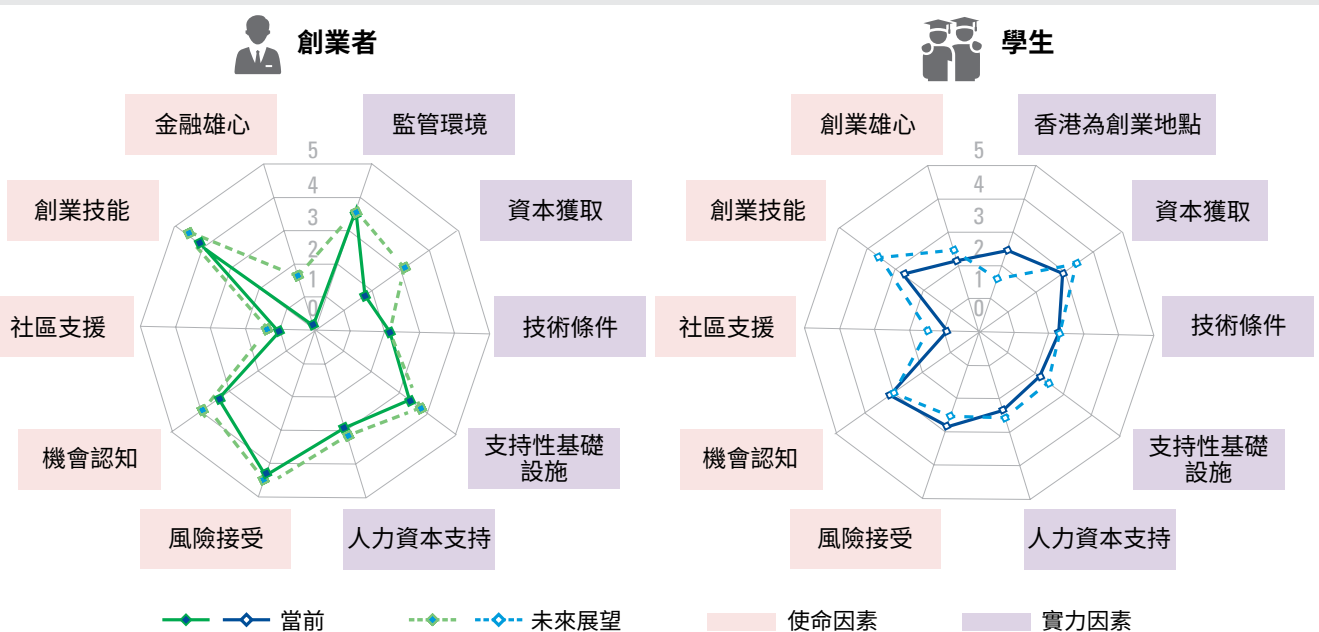 創業者
金融雄心
監管環境
創業技能
資本獲取
社區支援
技術條件
機會認知
支持性基礎
設施
風險接受
人力資本支持
5
4
3
2
1
0
學生
創業雄心
香港為創業地點
創業技能
資本獲取
社區支援
技術條件
機會認知
支持性基礎
設施
風險接受
人力資本支持
5
4
3
2
1
0
當前
未來展望
使命因素
實力因素